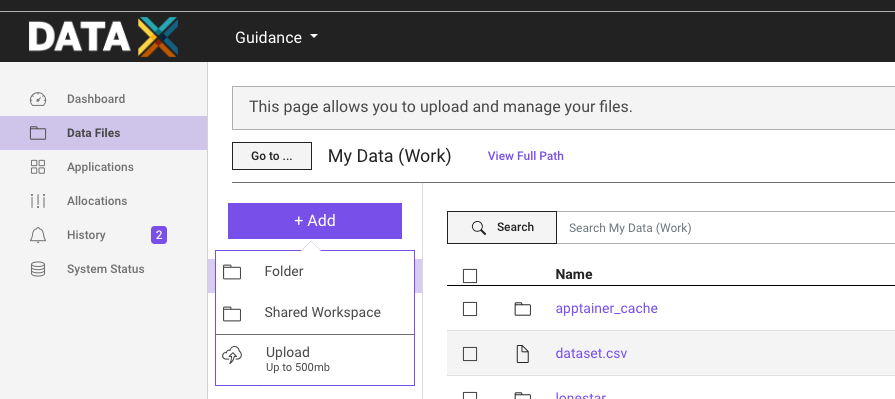 DATA X
Guidance
Dashboard
Data Files
Applications
Allocations
History 2
System Status
This page allows you to upload and manage your files.
Go to ... My Data (Work) View Full Path
+ Add
Folder
Shared Workspace
Upload
Up to 500mb
Search Search My Data (Work)
Name
apptainer_cache
dataset.csv
lonestar